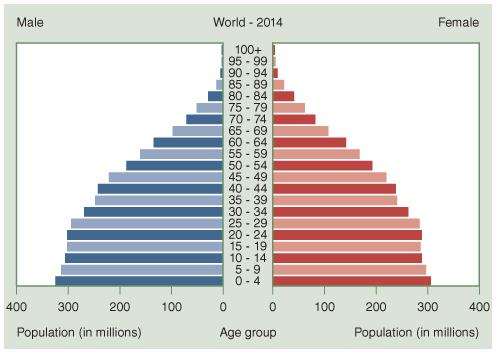 Male World - 2014 Female
100+
95 - 99
90 - 94
85 - 89
80 - 84
75 - 79
70 - 74
65 - 69
60 - 64
55 - 59
50 - 54
45 - 49
40 - 44
35 - 39
30 - 34
25 - 29
20 - 24
15 - 19
10 - 14
5 - 9
0 - 4
400 300 200 100 0 0 100 200 300 400
Population (in millions) Age group Population (in millions)